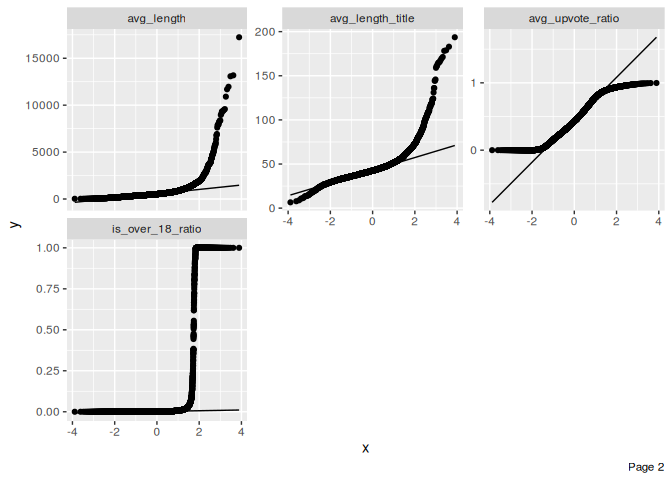 avg_length avg_length_title avg_upvote_ratio
15000
10000
5000
0
200
150
100
50
0
1
0
-4 -2 0 2 4
-4 -2 0 2 4
-4 -2 0 2 4
y
is_over_18_ratio
1.00
0.75
0.50
0.25
0.00
-4 -2 0 2 4
x
Page 2